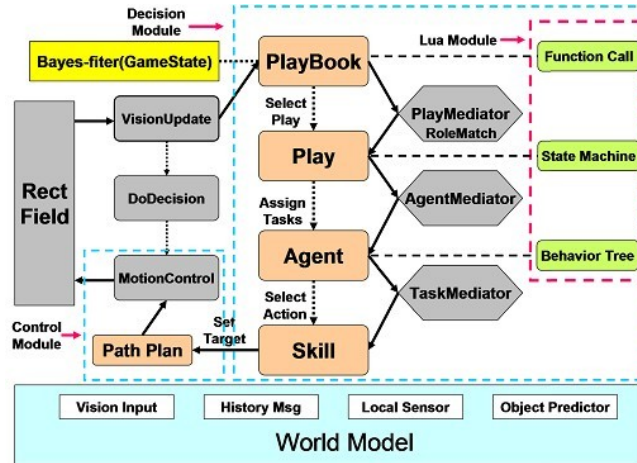 Decision
Module
Bayes-fiter(GameState)
PlayBook
Lua Module
Function Call
VisionUpdate
Select
Play
PlayMediator
RoleMatch
Play
State Machine
Rect
Field
DoDecision
Assign
Tasks
AgentMediator
Agent
Behavior Tree
MotionControl
Select
Action
TaskMediator
Control
Module
Path Plan
Set
Target
Skill
Vision Input
History Msg
Local Sensor
Object Predictor
World Model